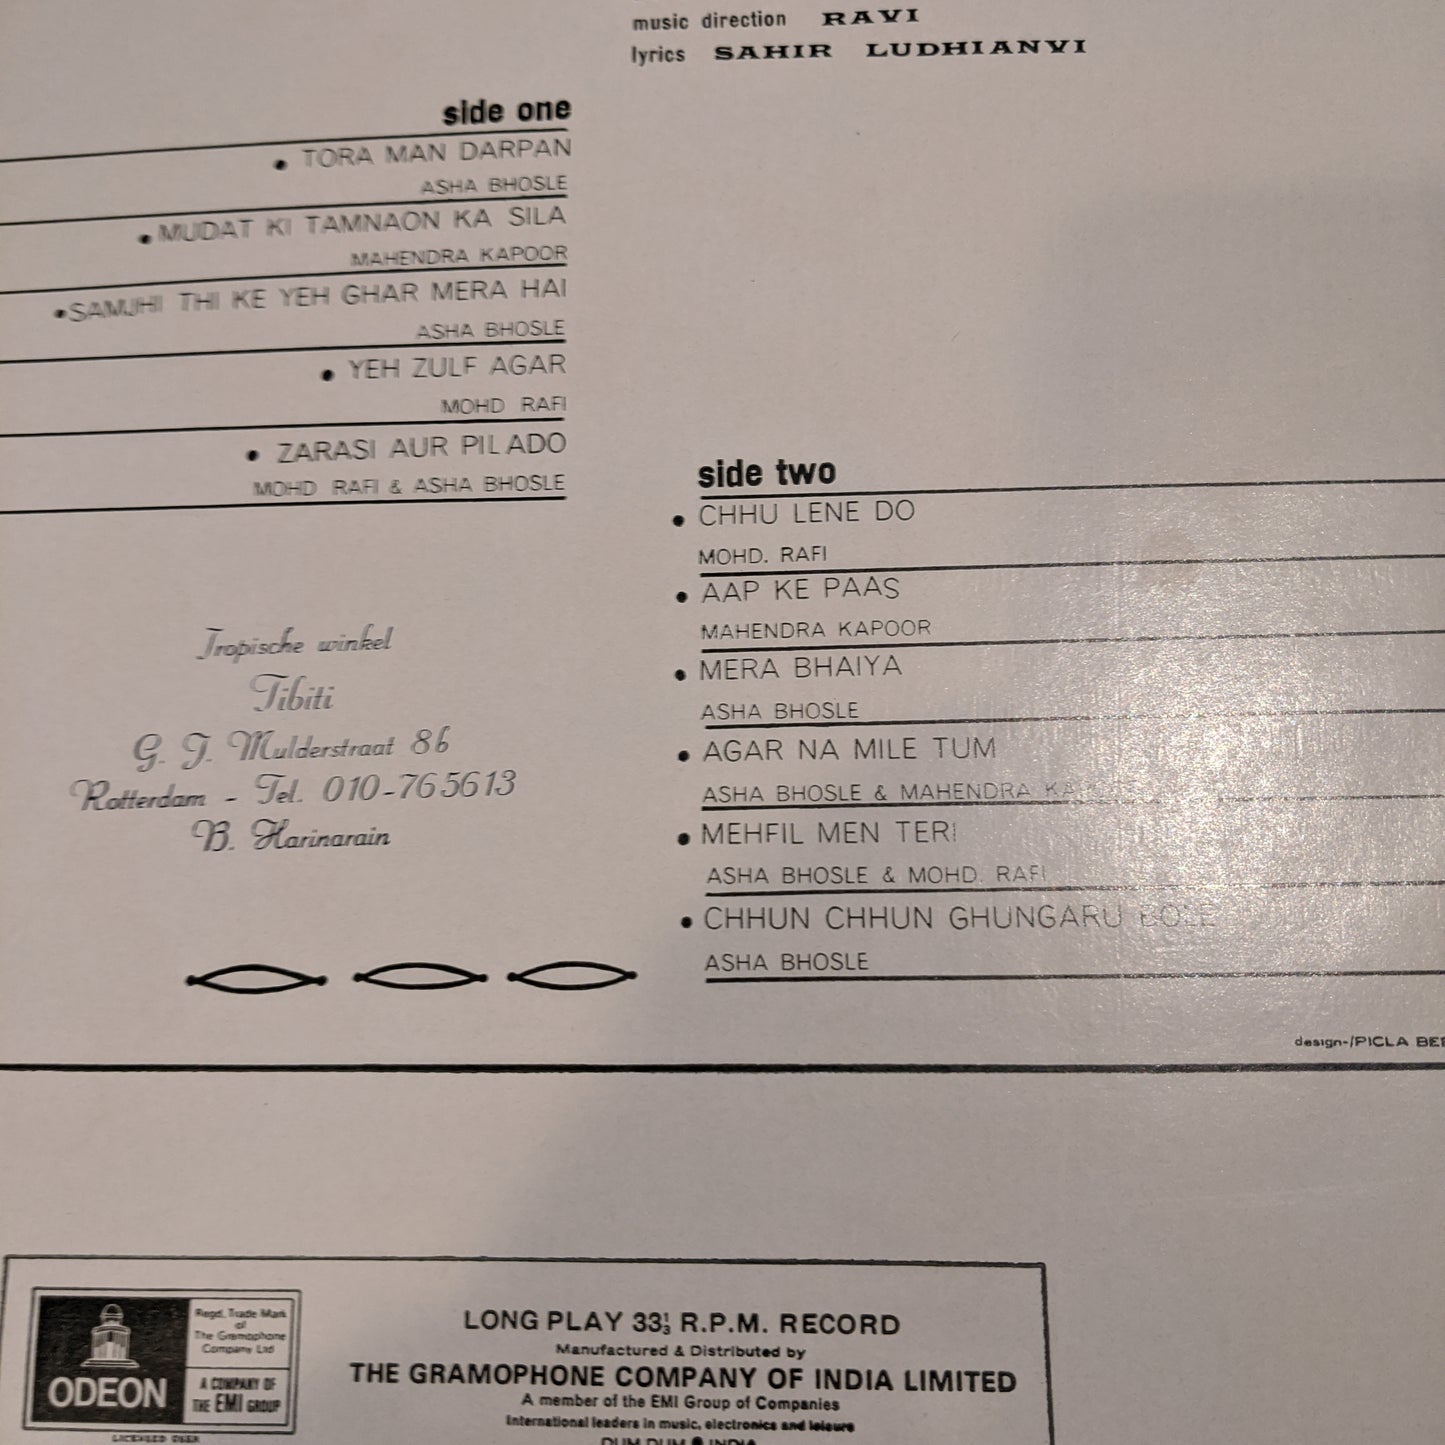 music direction RAVI
lyrics SAHIR LUDHIANVI
side one
• TORA MAN DARPAN
ASHA BHOSLE
• MUDAT KI TAMNAON KA SILA
MAHENDRA KAPOOR
• SAMJHI THI KE YEH GHAR MERA HAI
ASHA BHOSLE
• YEH ZULF AGAR
MOHD RAFI
• ZARASI AUR PILADO
MOHD RAFI & ASHA BHOSLE
side two
• CHHU LENE DO
MOHD. RAFI
• AAP KE PAAS
MAHENDRA KAPOOR
• MERA BHAIYA
ASHA BHOSLE
• AGAR NA MILE TUM
ASHA BHOSLE & MAHENDRA
• MEHFIL MEN TERI
ASHA BHOSLE & MOHD. RAFI
• CHHUN CHHUN GHUNGARU BOLE
ASHA BHOSLE
Tropische winkel
Tibiti
G. J. Mulderstraat 86
Rotterdam - Tel. 010-765613
B. Harinarain
design-/PICLA
ODEON
Regd. Trade Mark
of
The Gramophone
Company Ltd
A COMPANY OF
THE EMI GROUP
LONG PLAY 33⅓ R.P.M. RECORD
Manufactured & Distributed by
THE GRAMOPHONE COMPANY OF INDIA LIMITED
A member of the EMI Group of Companies
International leaders in music, electronics and leisure
DUM DUM • INDIA